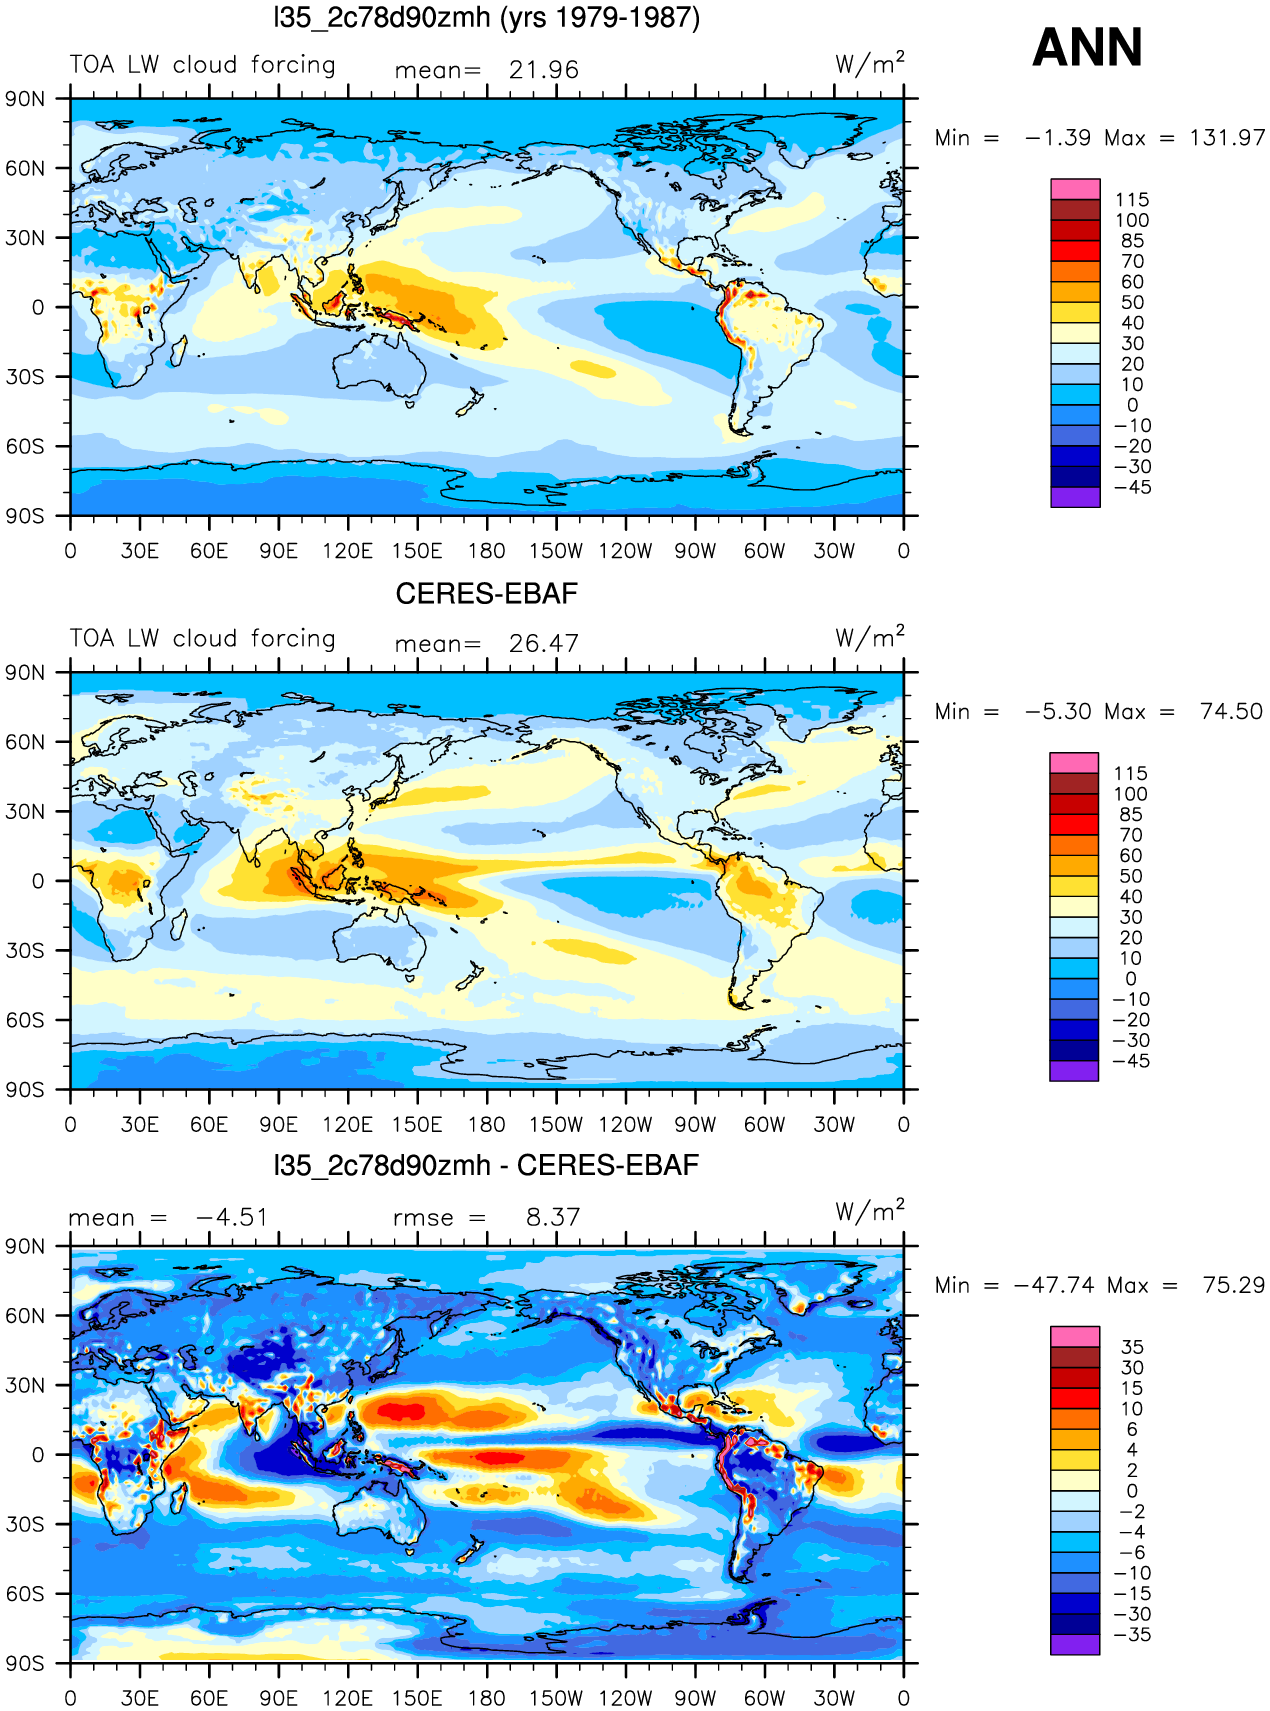 l35_2c78d90zmh (yrs 1979-1987)
ANN
TOA LW cloud forcing mean= 21.96 W/m²
Min = −1.39 Max = 131.97
90N
60N
30N
0
30S
60S
90S
0 30E 60E 90E 120E 150E 180 150W 120W 90W 60W 30W 0
115
100
85
70
60
50
40
30
20
10
0
−10
−20
−30
−45
CERES-EBAF
TOA LW cloud forcing mean= 26.47 W/m²
Min = −5.30 Max = 74.50
90N
60N
30N
0
30S
60S
90S
0 30E 60E 90E 120E 150E 180 150W 120W 90W 60W 30W 0
115
100
85
70
60
50
40
30
20
10
0
−10
−20
−30
−45
l35_2c78d90zmh - CERES-EBAF
mean = −4.51 rmse = 8.37 W/m²
Min = −47.74 Max = 75.29
90N
60N
30N
0
30S
60S
90S
0 30E 60E 90E 120E 150E 180 150W 120W 90W 60W 30W 0
35
30
15
10
6
4
2
0
−2
−4
−6
−10
−15
−30
−35